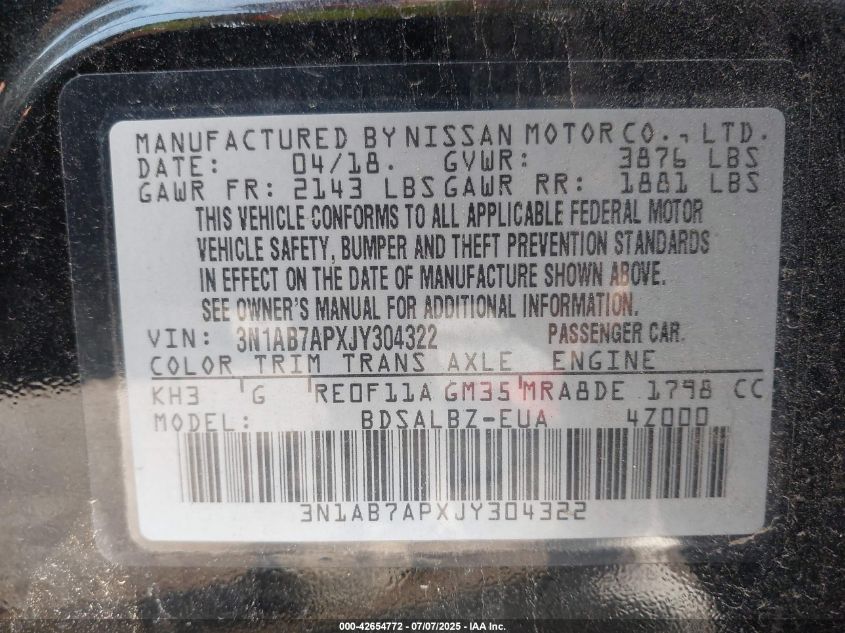 MANUFACTURED BY NISSAN MOTOR CO., LTD.
DATE: 04/18. GVWR: 3876 LBS
GAWR FR: 2143 LBS GAWR RR: 1881 LBS
THIS VEHICLE CONFORMS TO ALL APPLICABLE FEDERAL MOTOR
VEHICLE SAFETY, BUMPER AND THEFT PREVENTION STANDARDS
IN EFFECT ON THE DATE OF MANUFACTURE SHOWN ABOVE.
SEE OWNER'S MANUAL FOR ADDITIONAL INFORMATION.
VIN: 3N1AB7APXJY304322 PASSENGER CAR.
COLOR TRIM TRANS AXLE ENGINE
KH3 G RE0F11A GM35 MRA8DE 1798 CC
MODEL: BDSALBZ-EUA 4Z000
3N1AB7APXJY304322
000-42654772 - 07/07/2025 - IAA Inc.